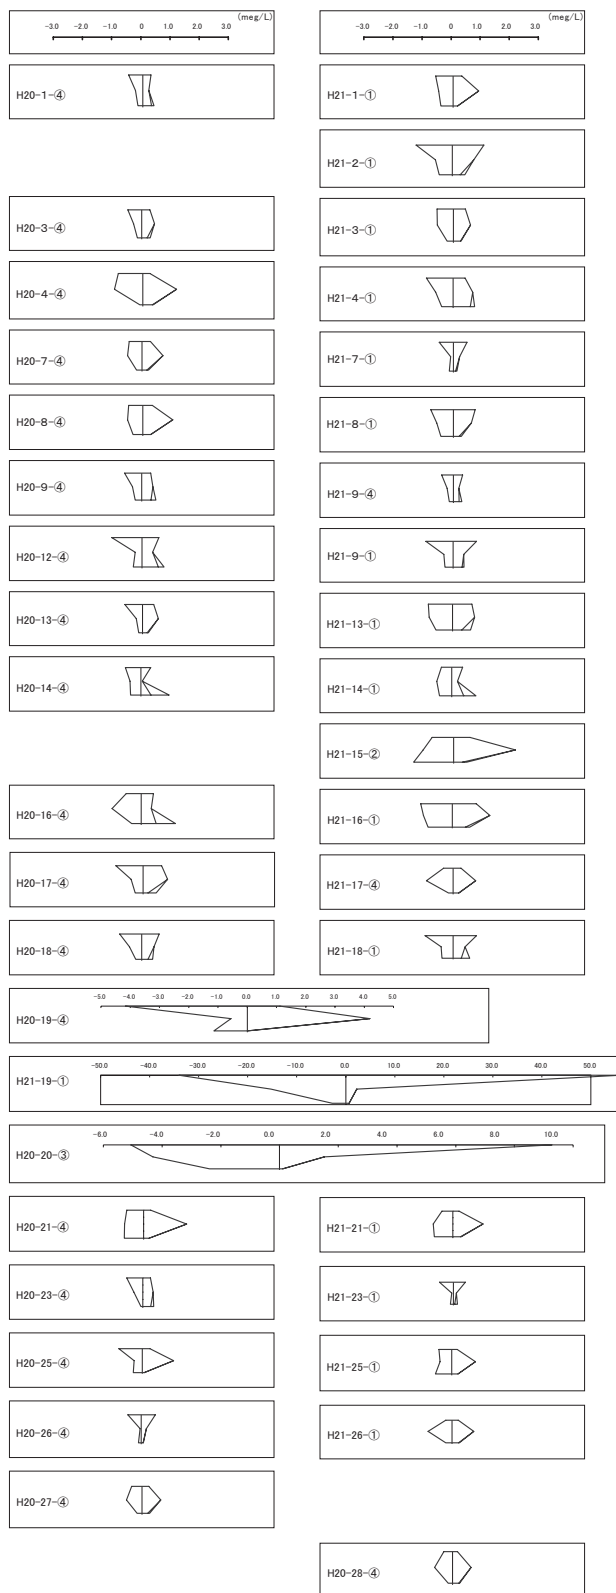 (meg/L)
-3.0 -2.0 -1.0 0 1.0 2.0 3.0
(meg/L)
-3.0 -2.0 -1.0 0 1.0 2.0 3.0
H20-1-④
H21-1-①
H21-2-①
H20-3-④
H21-3-①
H20-4-④
H21-4-①
H20-7-④
H21-7-①
H20-8-④
H21-8-①
H20-9-④
H21-9-④
H20-12-④
H21-9-①
H20-13-④
H21-13-①
H20-14-④
H21-14-①
H21-15-②
H20-16-④
H21-16-①
H20-17-④
H21-17-④
H20-18-④
H21-18-①
-5.0 -4.0 -3.0 -2.0 -1.0 0.0 1.0 2.0 3.0 4.0 5.0
H20-19-④
-50.0 -40.0 -30.0 -20.0 -10.0 0.0 10.0 20.0 30.0 40.0 50.0
H21-19-①
-6.0 -4.0 -2.0 0.0 2.0 4.0 6.0 8.0 10.0
H20-20-③
H20-21-④
H21-21-①
H20-23-④
H21-23-①
H20-25-④
H21-25-①
H20-26-④
H21-26-①
H20-27-④
H20-28-④